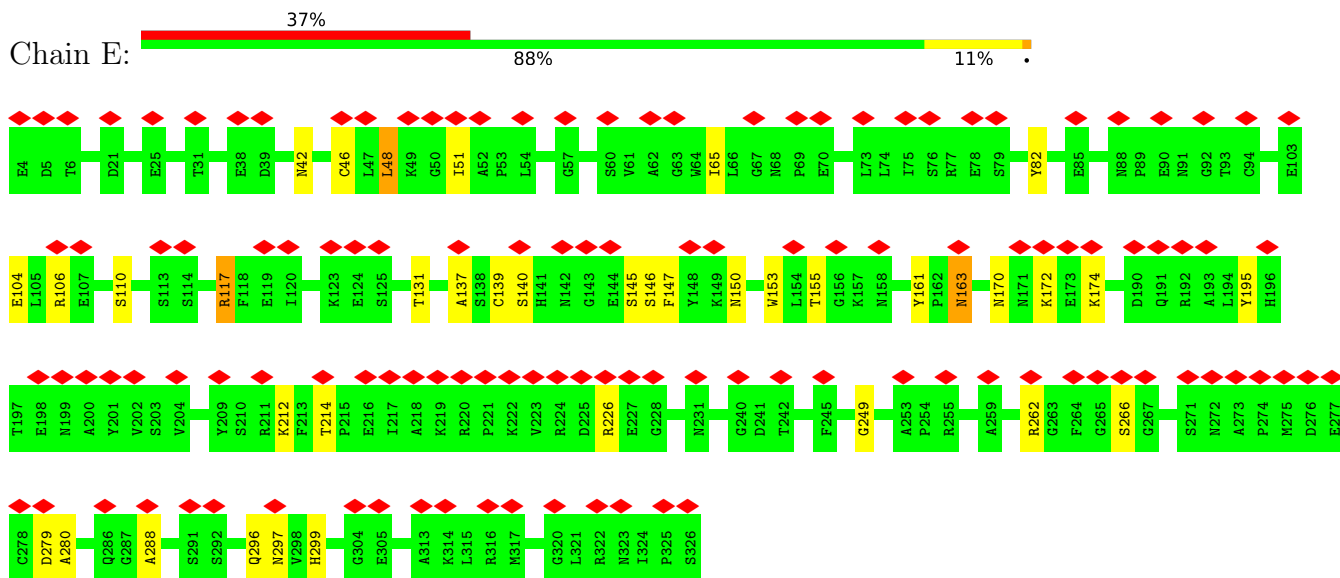 37%
Chain E:
88% 11% •
E4 D5 T6 D21 E25 T31 E38 D39 N42 C46 L47 L48 K49 G50 I51 A52 P53 L54 G57 S60 V61 A62 G63 W64 I65 L66 G67 N68 P69 E70 L73 L74 I75 S76 R77 E78 S79 Y82 E85 N88 P89 E90 N91 G92 T93 C94 E103
E104 L105 R106 E107 S110 S113 S114 R117 F118 E119 I120 K123 E124 S125 T131 A137 S138 C139 S140 H141 N142 G143 E144 S145 S146 F147 Y148 K149 N150 W153 L154 T155 G156 K157 N158 Y161 P162 N163 N170 N171 K172 E173 K174 D190 Q191 R192 A193 L194 Y195 H196
T197 E198 N199 A200 Y201 V202 S203 V204 Y209 S210 R211 K212 F213 T214 P215 E216 I217 A218 K219 R220 P221 K222 V223 R224 D225 R226 E227 G228 N231 G240 D241 T242 F245 G249 A253 P254 R255 A259 R262 G263 F264 G265 S266 G267 S271 N272 A273 P274 M275 D276 E277
C278 D279 A280 Q286 G287 A288 S291 S292 Q296 N297 V298 H299 G304 E305 A313 K314 L315 R316 M317 G320 L321 R322 N323 I324 P325 S326